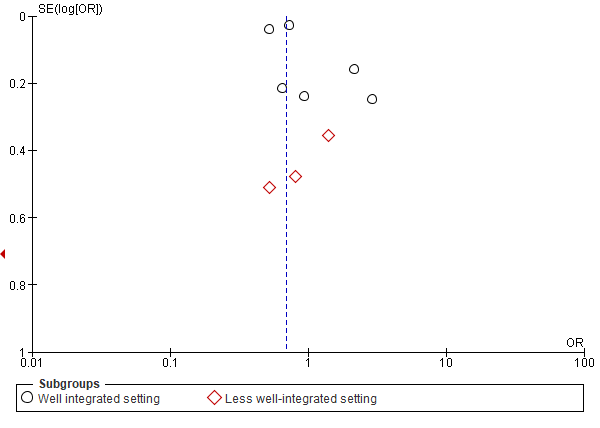 SE(log[OR])
0
0.2
0.4
0.6
0.8
1
OR
0.01 0.1 1 10 100
Subgroups
Well integrated setting Less well-integrated setting